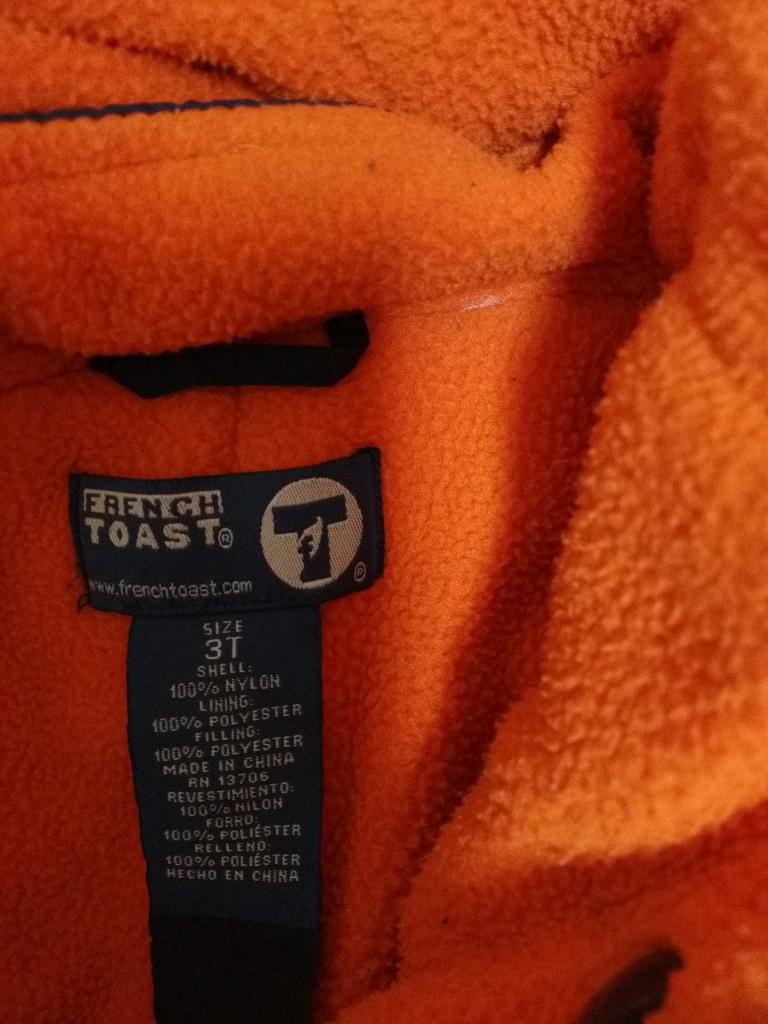 FRENCH
TOAST®
www.frenchtoast.com
T
f
®
SIZE
3T
SHELL:
100% NYLON
LINING:
100% POLYESTER
FILLING:
100% POLYESTER
MADE IN CHINA
RN 13706
REVESTIMIENTO:
100% NILON
FORRO:
100% POLIÉSTER
RELLENO:
100% POLIÉSTER
HECHO EN CHINA